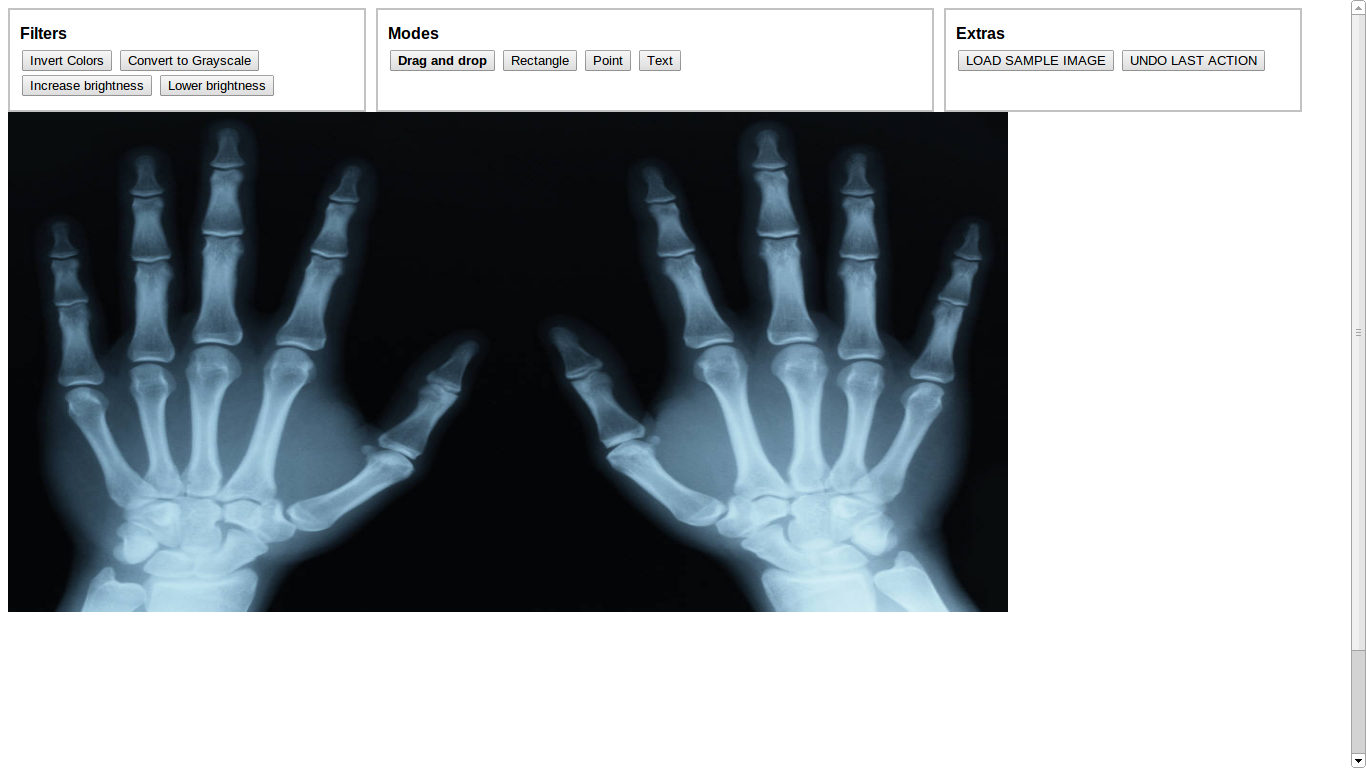 Filters
Invert Colors Convert to Grayscale
Increase brightness Lower brightness
Modes
Drag and drop Rectangle Point Text
Extras
LOAD SAMPLE IMAGE UNDO LAST ACTION